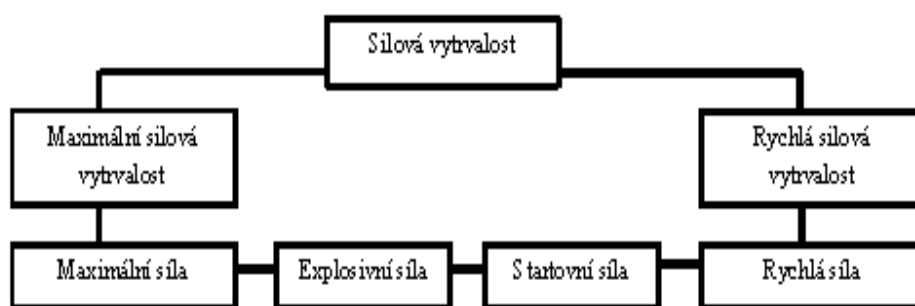 Silová vytrvalost
Maximální silová
vytrvalost
Rychlá silová
vytrvalost
Maximální síla
Explosivní síla
Startovní síla
Rychlá síla